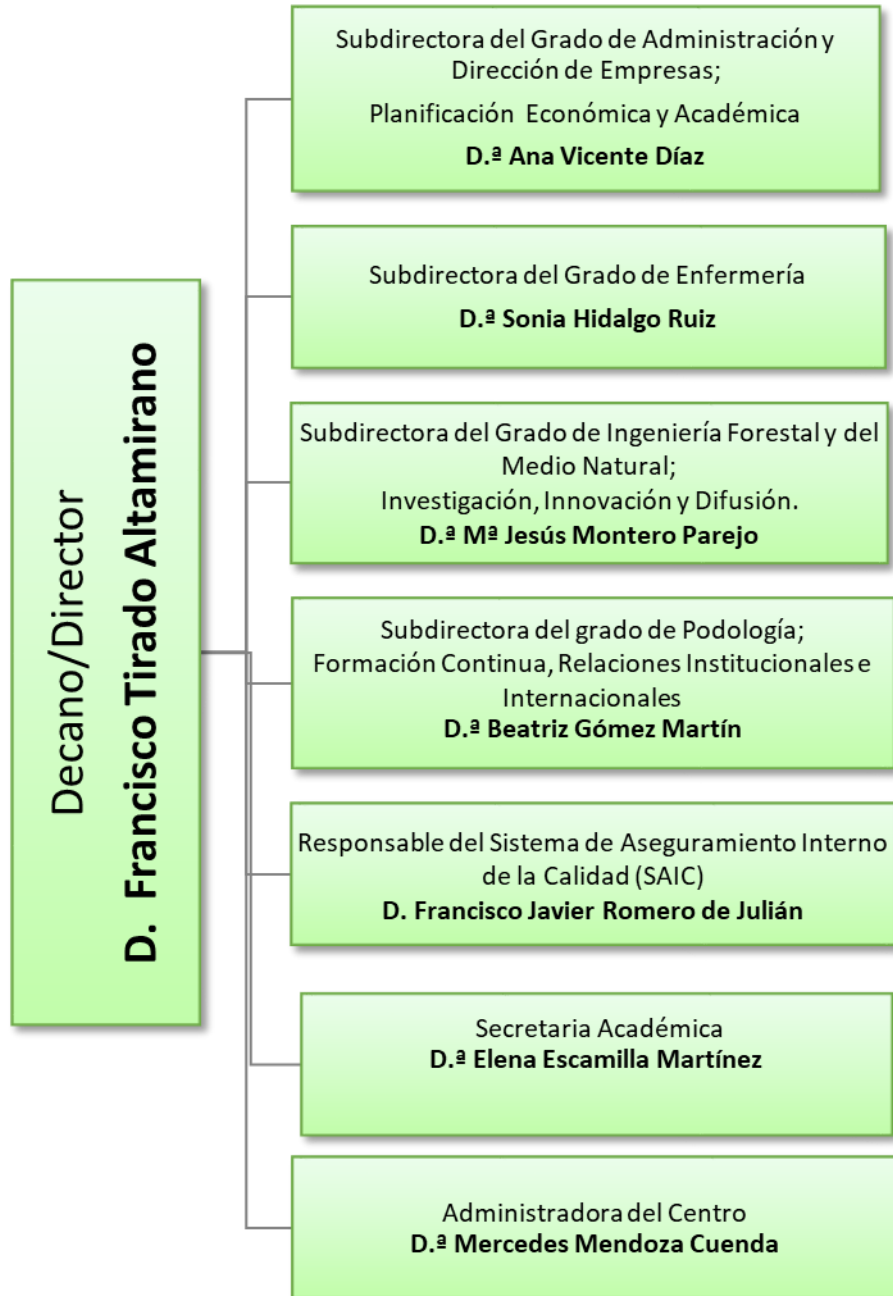 Decano/Director
D. Francisco Tirado Altamirano
Subdirectora del Grado de Administración y
Dirección de Empresas;
Planificación Económica y Académica
D.ª Ana Vicente Díaz
Subdirectora del Grado de Enfermería
D.ª Sonia Hidalgo Ruiz
Subdirectora del Grado de Ingeniería Forestal y del
Medio Natural;
Investigación, Innovación y Difusión.
D.ª Mª Jesús Montero Parejo
Subdirectora del grado de Podología;
Formación Continua, Relaciones Institucionales e
Internacionales
D.ª Beatriz Gómez Martín
Responsable del Sistema de Aseguramiento Interno
de la Calidad (SAIC)
D. Francisco Javier Romero de Julián
Secretaria Académica
D.ª Elena Escamilla Martínez
Administradora del Centro
D.ª Mercedes Mendoza Cuenda